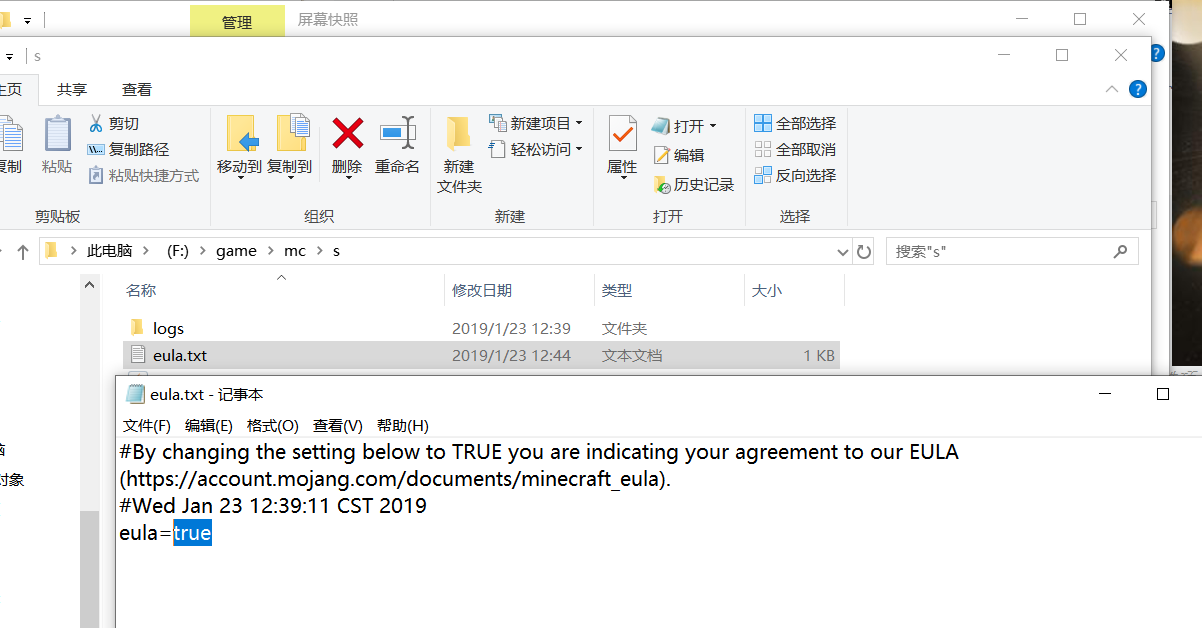 管理 屏幕快照
s
主页 共享 查看
复制 粘贴 剪切 复制路径 粘贴快捷方式
剪贴板
移动到 复制到 删除 重命名
组织
新建
文件夹
新建项目
轻松访问
新建
属性
打开
编辑
历史记录
打开
全部选择
全部取消
反向选择
选择
此电脑 (F:) game mc s
搜索"s"
名称 修改日期 类型 大小
logs 2019/1/23 12:39 文件夹
eula.txt 2019/1/23 12:44 文本文档 1 KB
eula.txt - 记事本
文件(F) 编辑(E) 格式(O) 查看(V) 帮助(H)
#By changing the setting below to TRUE you are indicating your agreement to our EULA
(https://account.mojang.com/documents/minecraft_eula).
#Wed Jan 23 12:39:11 CST 2019
eula=true
对象